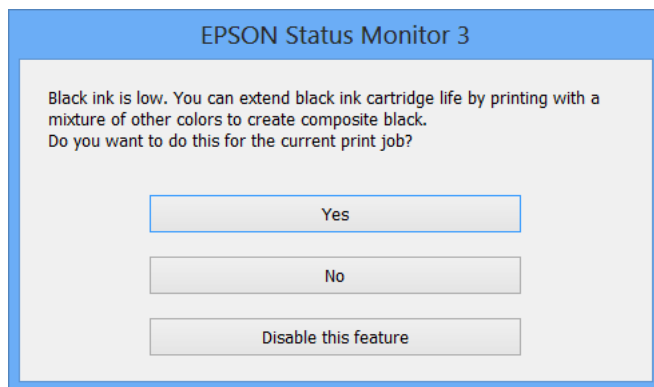 EPSON Status Monitor 3
Black ink is low. You can extend black ink cartridge life by printing with a
mixture of other colors to create composite black.
Do you want to do this for the current print job?
Yes
No
Disable this feature